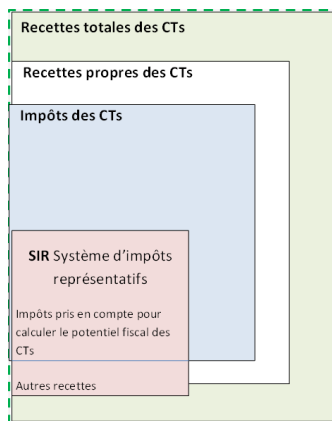 Recettes totales des CTs
Recettes propres des CTs
Impôts des CTs
SIR Système d’impôts
représentatifs
Impôts pris en compte pour
calculer le potentiel fiscal des
CTs
Autres recettes